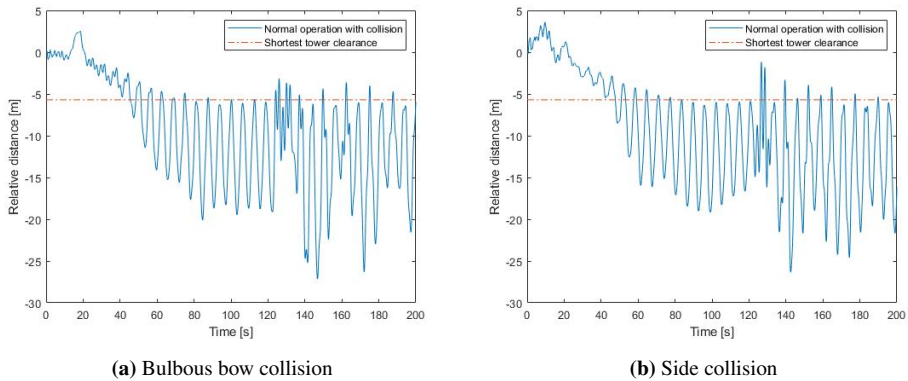 5
0
-5
-10
-15
-20
-25
-30
Relative distance [m]
Normal operation with collision
Shortest tower clearance
0 20 40 60 80 100 120 140 160 180 200
Time [s]
(a) Bulbous bow collision
5
0
-5
-10
-15
-20
-25
-30
Relative distance [m]
Normal operation with collision
Shortest tower clearance
0 20 40 60 80 100 120 140 160 180 200
Time [s]
(b) Side collision